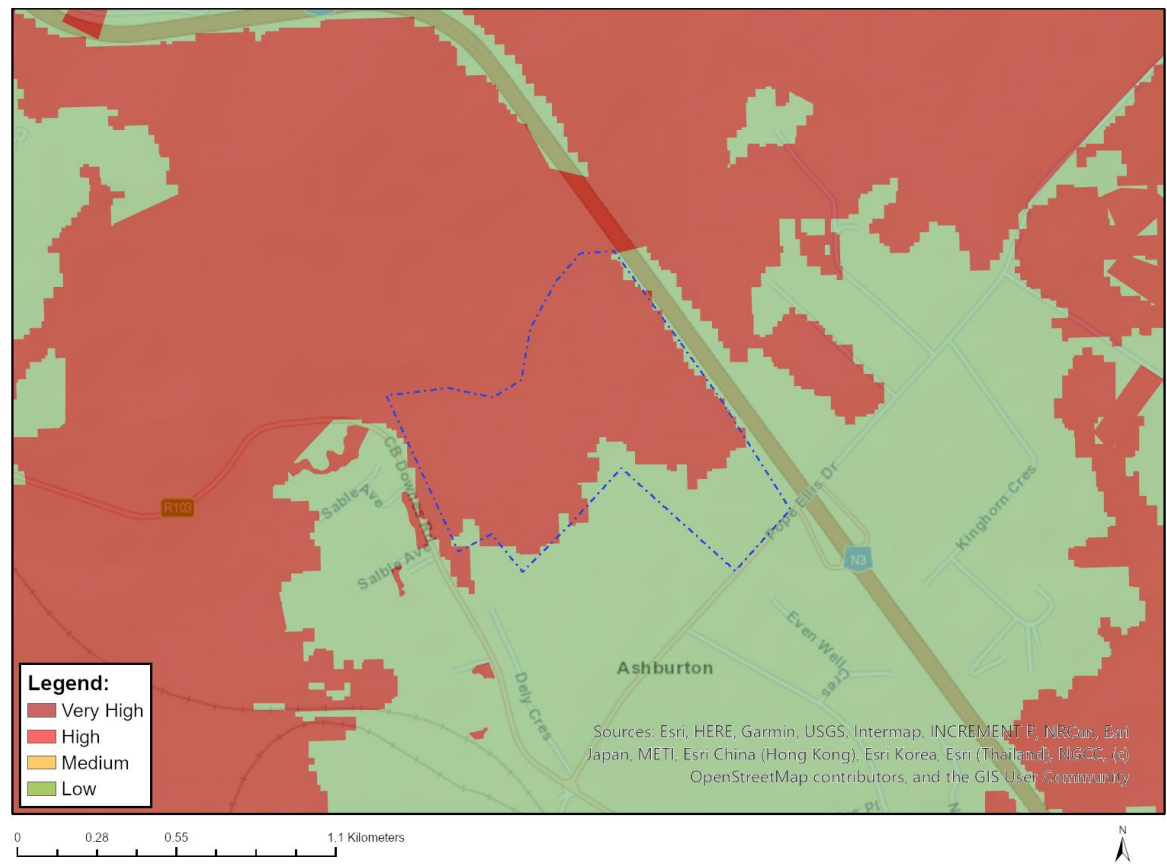 R103
CB Downes Rd
Sable Ave
Salble Ave
Dely Cres
Pope Ellis Dr
Kinghorn Cres
N3
Even Well
Cres
Ashburton
Legend:
Very High
High
Medium
Low
Sources: Esri, HERE, Garmin, USGS, Intermap, INCREMENT P, NRCan, Esri
Japan, METI, Esri China (Hong Kong), Esri Korea, Esri (Thailand), NGCC, (c)
OpenStreetMap contributors, and the GIS User Community
s Pl
N
0 0.28 0.55 1.1 Kilometers
N